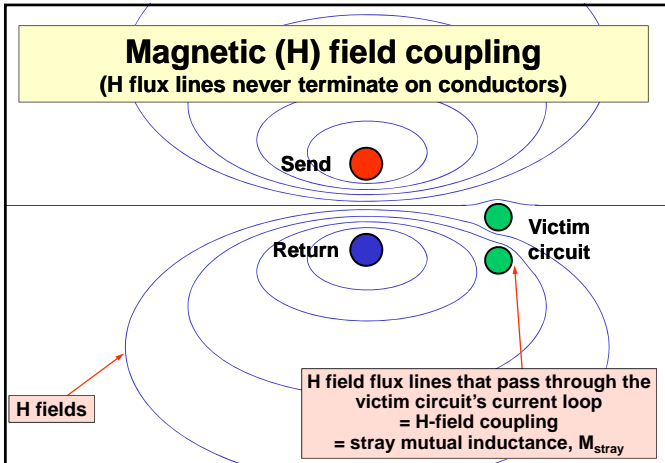 Magnetic (H) field coupling
(H flux lines never terminate on conductors)
Send
Return
Victim
circuit
H fields
H field flux lines that pass through the
victim circuit's current loop
= H-field coupling
= stray mutual inductance, Mstray